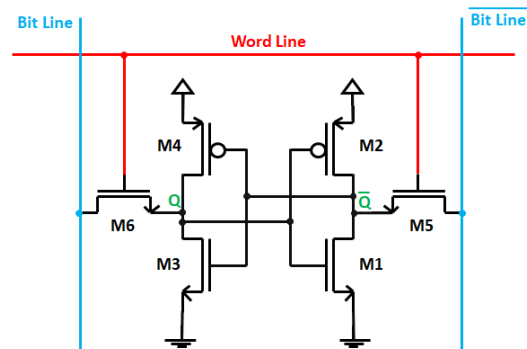 Bit Line
Bit Line
Word Line
M4
M2
Q
Q
M6
M5
M3
M1